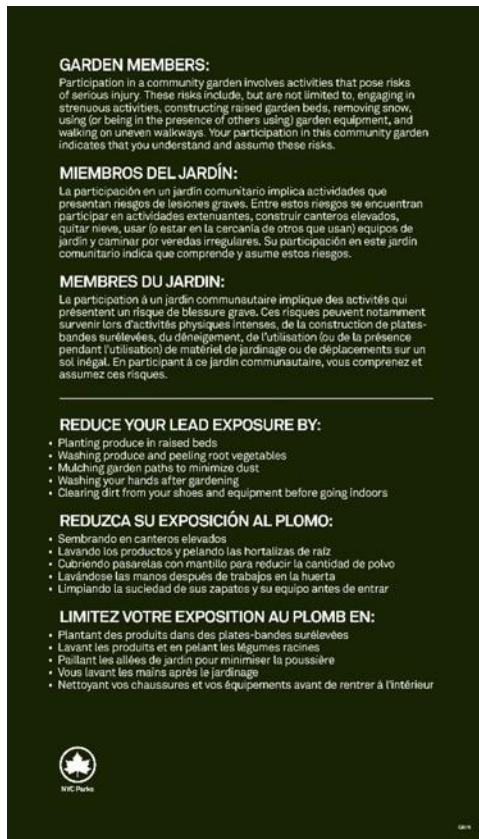 GARDEN MEMBERS:
Participation in a community garden involves activities that pose risks
of serious injury. These risks include, but are not limited to, engaging in
strenuous activities, constructing raised garden beds, removing snow,
using (or being in the presence of others using) garden equipment, and
walking on uneven walkways. Your participation in this community garden
indicates that you understand and assume these risks.
MIEMBROS DEL JARDÍN:
La participación en un jardín comunitario implica actividades que
presentan riesgos de lesiones graves. Entre estos riesgos se encuentran
participar en actividades extenuantes, construir canteros elevados,
quitar nieve, usar (o estar en la cercanía de otros que usan) equipos de
jardín y caminar por veredas irregulares. Su participación en este jardín
comunitario indica que comprende y asume estos riesgos.
MEMBRES DU JARDIN:
La participation à un jardin communautaire implique des activités qui
présentent un risque de blessure grave. Ces risques peuvent notamment
survenir lors d'activités physiques intenses, de la construction de plates-
bandes surélevées, du déneigement, de l'utilisation (ou de la présence
pendant l'utilisation) de matériel de jardinage ou de déplacements sur un
sol inégal. En participant à ce jardin communautaire, vous comprenez et
assumez ces risques.
REDUCE YOUR LEAD EXPOSURE BY:
• Planting produce in raised beds
• Washing produce and peeling root vegetables
• Mulching garden paths to minimize dust
• Washing your hands after gardening
• Clearing dirt from your shoes and equipment before going indoors
REDUZCA SU EXPOSICIÓN AL PLOMO:
• Sembrando en canteros elevados
• Lavando los productos y pelando las hortalizas de raíz
• Cubriendo pasarelas con mantillo para reducir la cantidad de polvo
• Lavándose las manos después de trabajos en la huerta
• Limpiando la suciedad de sus zapatos y su equipo antes de entrar
LIMITEZ VOTRE EXPOSITION AU PLOMB EN:
• Plantant des produits dans des plates-bandes surélevées
• Lavant les produits et en pelant les légumes racines
• Paillant les allées de jardin pour minimiser la poussière
• Vous lavant les mains après le jardinage
• Nettoyant vos chaussures et vos équipements avant de rentrer à l'intérieur
NYC Parks